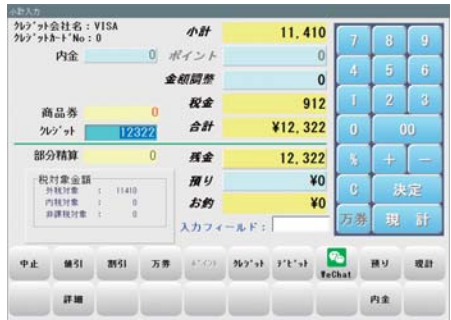 小計入力
クレジット会社名：VISA
クレジットカードNo：0
小計 11,410
内金 0 ポイント 0
金額調整 0
税金 912
商品券 0
クレジット 12322 合計 ¥12,322
部分精算 0 残金 12,322
税対象金額
外税対象 ： 11410
内税対象 ： 0
非課税対象 ： 0
預り ¥0
お釣 ¥0
入力フィールド：
7 8 9
4 5 6
1 2 3
0 00
% + -
C 決定
万券 現計
中止 値引 割引 万券 ポイント クレジット デビット WeChat 預り 現計
詳細 内金